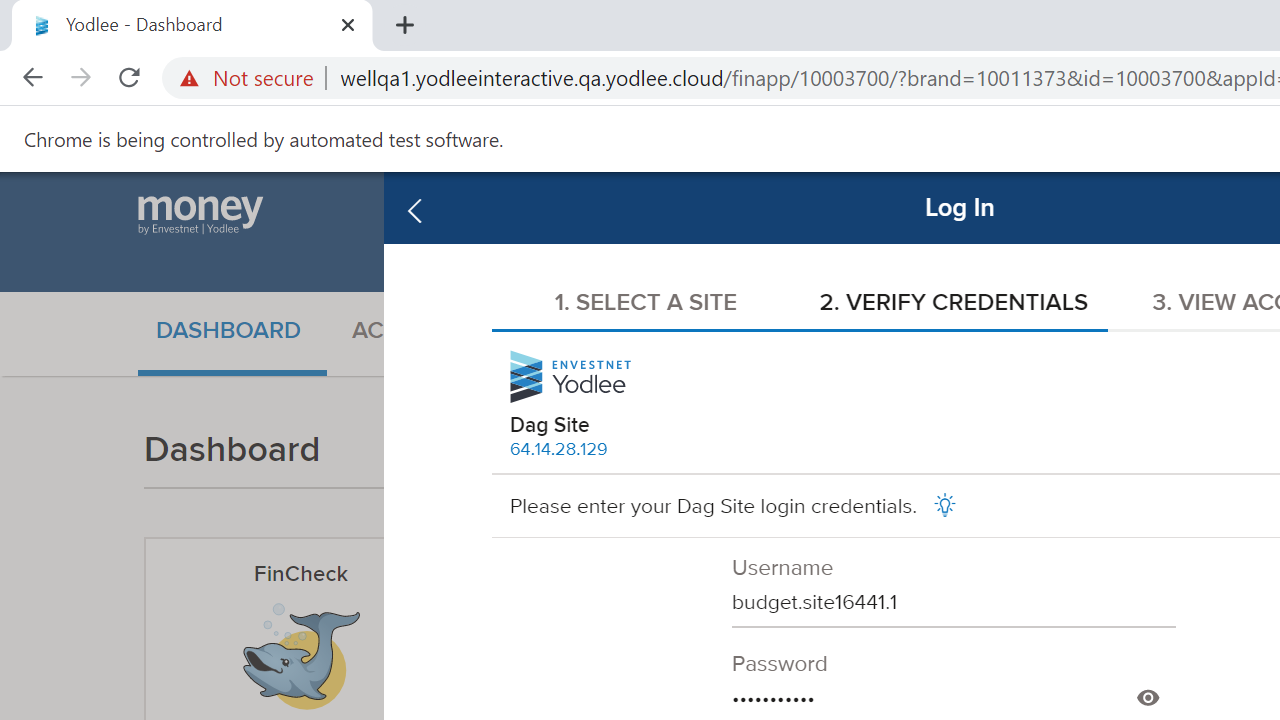 Yodlee - Dashboard
Not secure
wellqa1.yodleeinteractive.qa.yodlee.cloud/finapp/10003700/?brand=10011373&id=10003700&appId=
Chrome is being controlled by automated test software.
money
by Envestnet | Yodlee
Log In
DASHBOARD
AC
1. SELECT A SITE
2. VERIFY CREDENTIALS
3. VIEW ACC
ENVESTNET
Yodlee
Dag Site
64.14.28.129
Dashboard
Please enter your Dag Site login credentials.
FinCheck
Username
budget.site16441.1
Password
•••••••••••